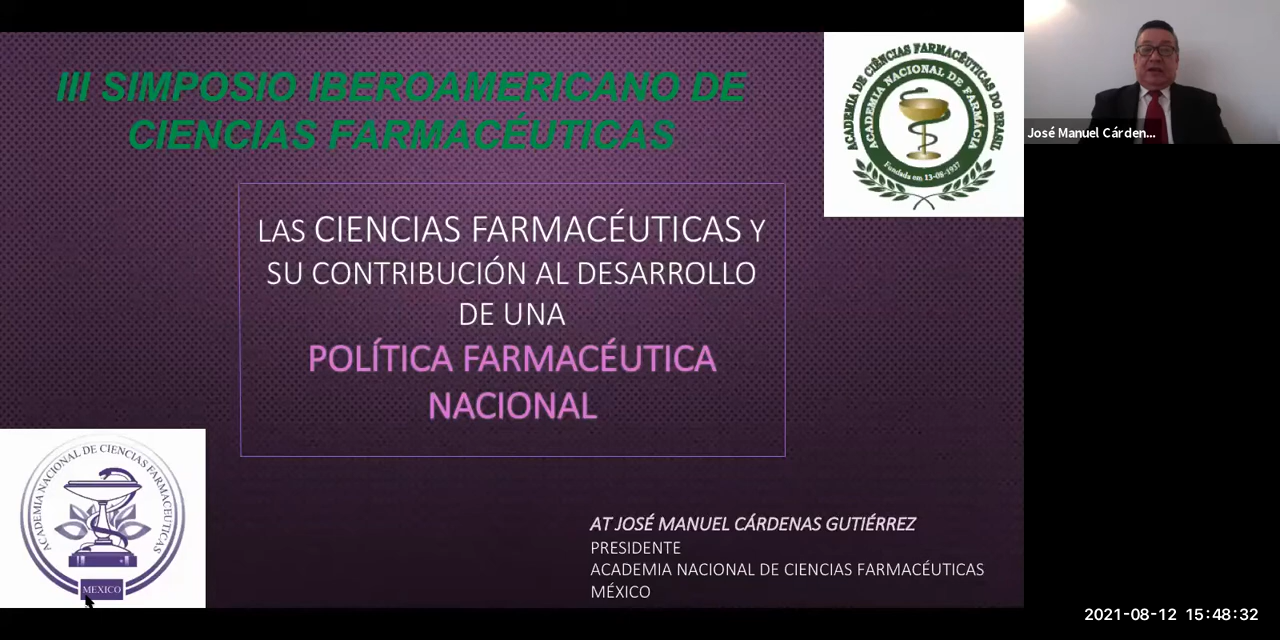 III SIMPOSIO IBEROAMERICANO DE
CIENCIAS FARMACÉUTICAS
ACADEMIA DE CIÊNCIAS FARMACÊUTICAS DO BRASIL
ACADEMIA NACIONAL DE FARMÁCIA
Fundada em 13-08-1937
José Manuel Cárden...
LAS CIENCIAS FARMACÉUTICAS Y
SU CONTRIBUCIÓN AL DESARROLLO
DE UNA
POLÍTICA FARMACÉUTICA
NACIONAL
ACADEMIA NACIONAL DE CIENCIAS FARMACEUTICAS
MEXICO
AT JOSÉ MANUEL CÁRDENAS GUTIÉRREZ
PRESIDENTE
ACADEMIA NACIONAL DE CIENCIAS FARMACÉUTICAS
MÉXICO
2021-08-12 15:48:32